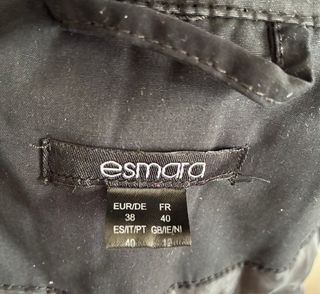 esmara
EUR/DE FR
38 40
ES/IT/PT GB/IE/NI
40 12